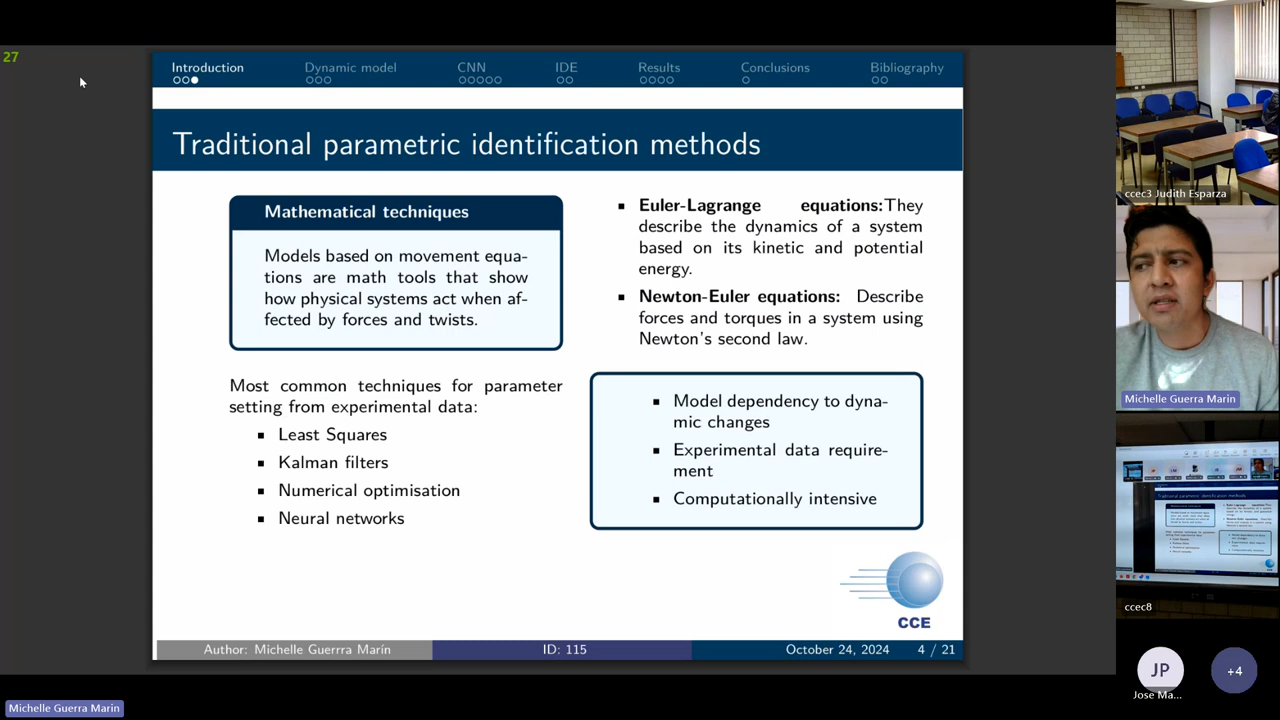 27
Introduction
Dynamic model
CNN
IDE
Results
Conclusions
Bibliography
Traditional parametric identification methods
Mathematical techniques
Models based on movement equa-
tions are math tools that show
how physical systems act when af-
fected by forces and twists.
Most common techniques for parameter
setting from experimental data:
Least Squares
Kalman filters
Numerical optimisation
Neural networks
Euler-Lagrange equations:They
describe the dynamics of a system
based on its kinetic and potential
energy.
Newton-Euler equations: Describe
forces and torques in a system using
Newton's second law.
Model dependency to dyna-
mic changes
Experimental data require-
ment
Computationally intensive
CCE
Author: Michelle Guerrra Marín
ID: 115
October 24, 2024
4 / 21
Michelle Guerra Marin
ccec3 Judith Esparza
Michelle Guerra Marin
Traditional parametric identification methods
ccec8
JP
Jose Ma...
+4